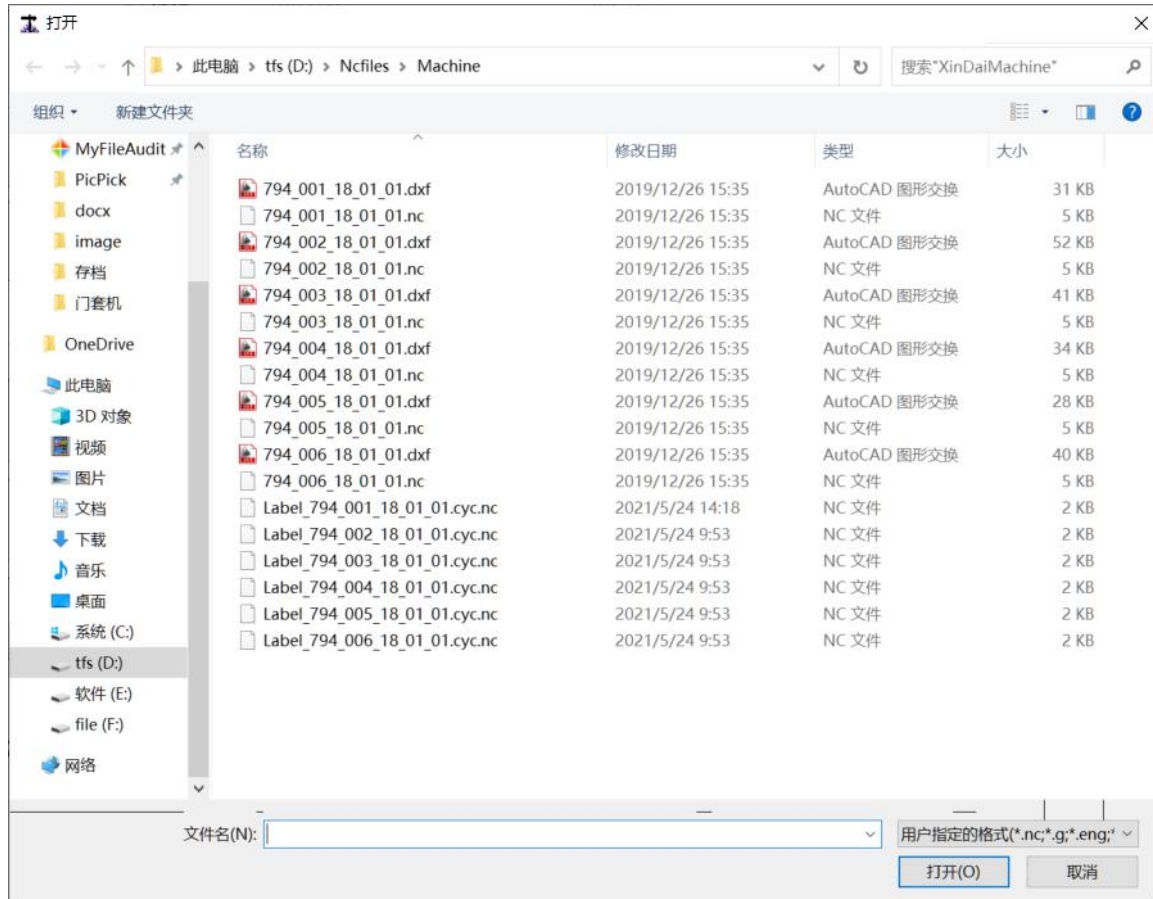 打开
此电脑 > tfs (D:) > Ncfiles > Machine
搜索"XinDaiMachine"
组织
新建文件夹
MyFileAudit
PicPick
docx
image
存档
门套机
OneDrive
此电脑
3D 对象
视频
图片
文档
下载
音乐
桌面
系统 (C:)
tfs (D:)
软件 (E:)
file (F:)
网络
名称 修改日期 类型 大小
794_001_18_01_01.dxf 2019/12/26 15:35 AutoCAD 图形交换 31 KB
794_001_18_01_01.nc 2019/12/26 15:35 NC 文件 5 KB
794_002_18_01_01.dxf 2019/12/26 15:35 AutoCAD 图形交换 52 KB
794_002_18_01_01.nc 2019/12/26 15:35 NC 文件 5 KB
794_003_18_01_01.dxf 2019/12/26 15:35 AutoCAD 图形交换 41 KB
794_003_18_01_01.nc 2019/12/26 15:35 NC 文件 5 KB
794_004_18_01_01.dxf 2019/12/26 15:35 AutoCAD 图形交换 34 KB
794_004_18_01_01.nc 2019/12/26 15:35 NC 文件 5 KB
794_005_18_01_01.dxf 2019/12/26 15:35 AutoCAD 图形交换 28 KB
794_005_18_01_01.nc 2019/12/26 15:35 NC 文件 5 KB
794_006_18_01_01.dxf 2019/12/26 15:35 AutoCAD 图形交换 40 KB
794_006_18_01_01.nc 2019/12/26 15:35 NC 文件 5 KB
Label_794_001_18_01_01.cyc.nc 2021/5/24 14:18 NC 文件 2 KB
Label_794_002_18_01_01.cyc.nc 2021/5/24 9:53 NC 文件 2 KB
Label_794_003_18_01_01.cyc.nc 2021/5/24 9:53 NC 文件 2 KB
Label_794_004_18_01_01.cyc.nc 2021/5/24 9:53 NC 文件 2 KB
Label_794_005_18_01_01.cyc.nc 2021/5/24 9:53 NC 文件 2 KB
Label_794_006_18_01_01.cyc.nc 2021/5/24 9:53 NC 文件 2 KB
文件名(N):
用户指定的格式(*.nc;*.g;*.eng;*
打开(O)
取消